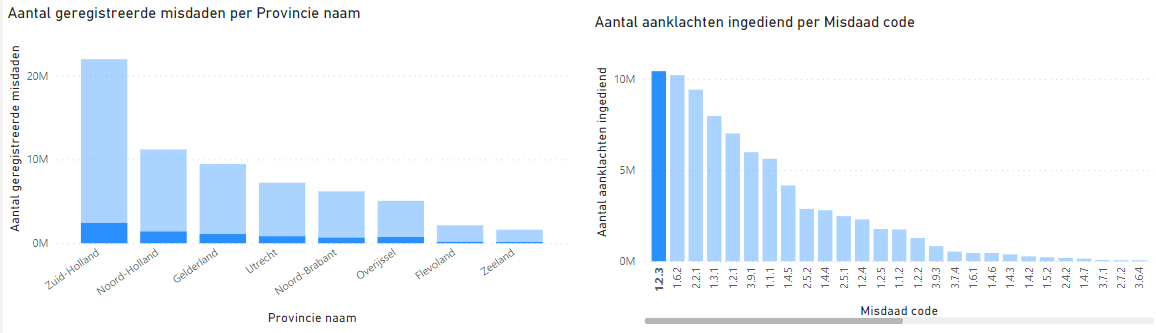 Aantal geregistreerde misdaden per Provincie naam
Aantal geregistreerde misdaden
20M
10M
0M
Zuid-Holland
Noord-Holland
Gelderland
Utrecht
Noord-Brabant
Overijssel
Flevoland
Zeeland
Provincie naam
Aantal aanklachten ingediend per Misdaad code
Aantal aanklachten ingediend
10M
5M
0M
1.2.3
1.6.2
2.2.1
1.3.1
1.2.1
3.9.1
1.1.1
1.4.5
2.5.2
1.4.4
2.5.1
1.2.4
1.2.5
1.1.2
1.2.2
3.9.3
3.7.4
1.6.1
1.4.6
1.4.3
1.4.2
1.5.2
2.4.2
1.4.7
3.7.1
2.7.2
3.6.4
Misdaad code